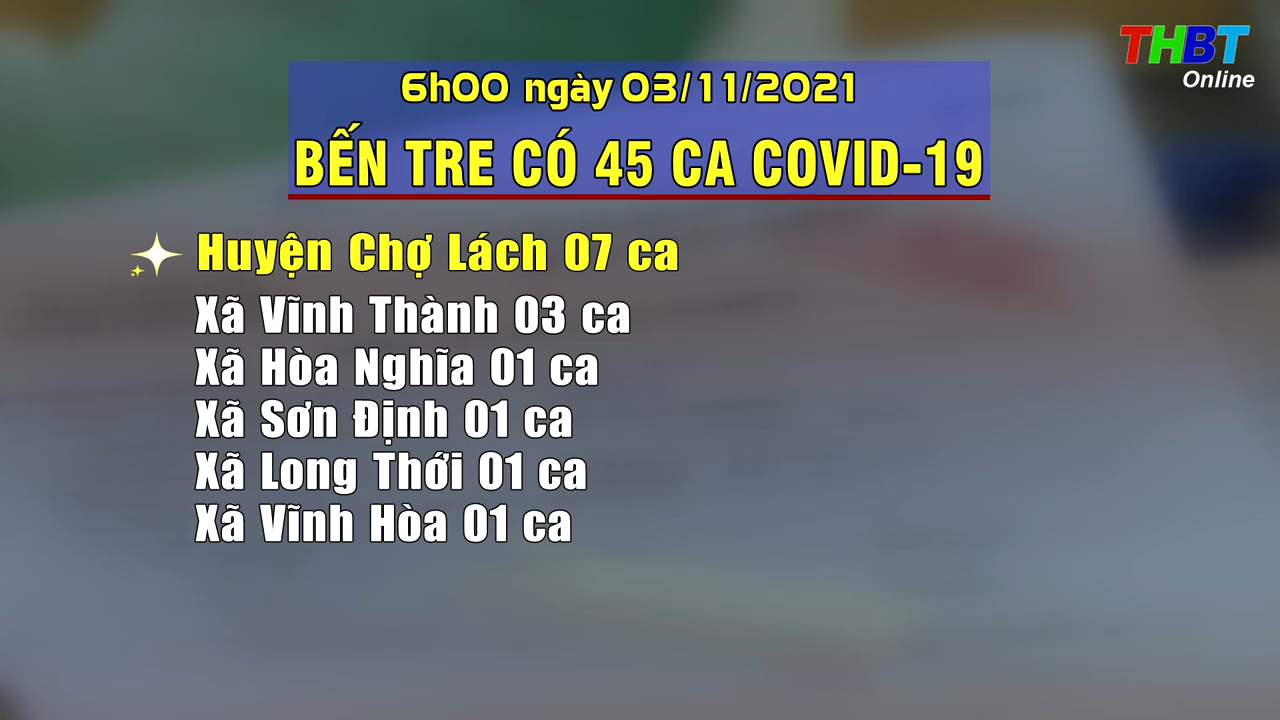 THBT
Online
6h00 ngày 03/11/2021
BẾN TRE CÓ 45 CA COVID-19
Huyện Chợ Lách 07 ca
Xã Vĩnh Thành 03 ca
Xã Hòa Nghĩa 01 ca
Xã Sơn Định 01 ca
Xã Long Thới 01 ca
Xã Vĩnh Hòa 01 ca